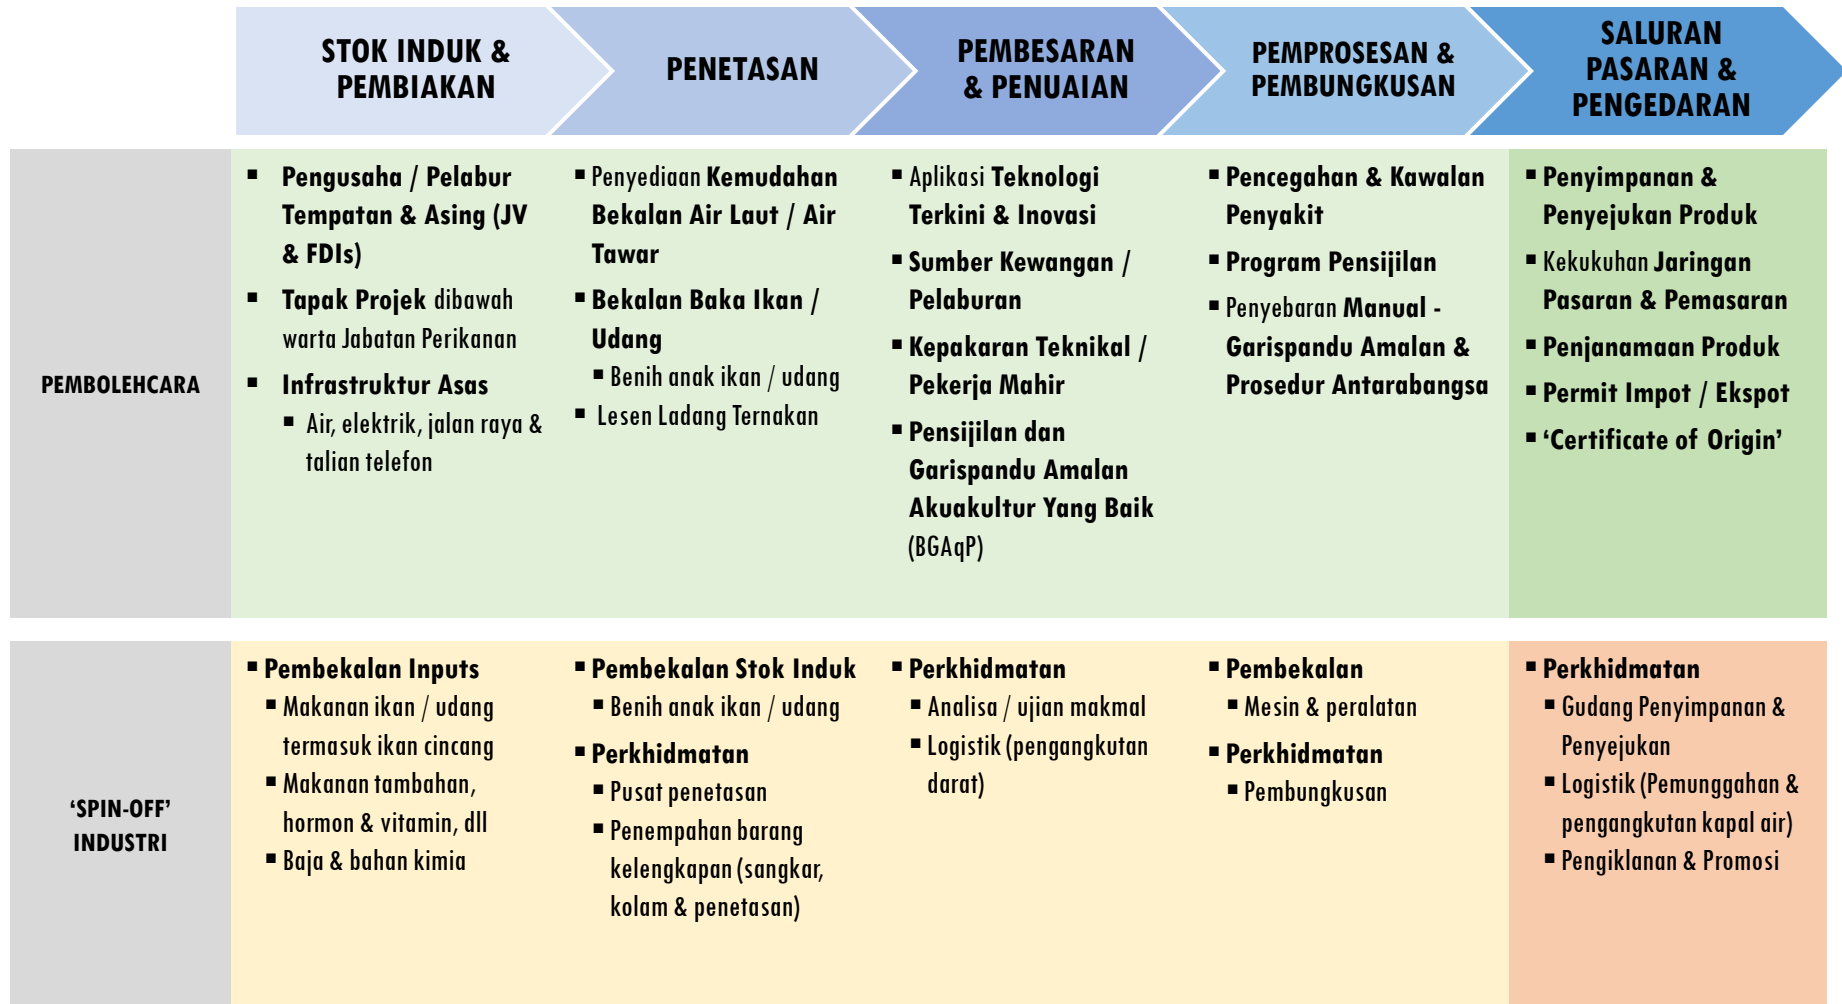 STOK INDUK &
PEMBIAKAN
PENETASAN
PEMBESARAN
& PENUAIAN
PEMPROSESAN &
PEMBUNGKUSAN
SALURAN
PASARAN &
PENGEDARAN
PEMBOLEHCARA
▪ Pengusaha / Pelabur
Tempatan & Asing (JV
& FDIs)
▪ Tapak Projek dibawah
warta Jabatan Perikanan
▪ Infrastruktur Asas
▪ Air, elektrik, jalan raya &
talian telefon
▪ Penyediaan Kemudahan
Bekalan Air Laut / Air
Tawar
▪ Bekalan Baka Ikan /
Udang
▪ Benih anak ikan / udang
▪ Lesen Ladang Ternakan
▪ Aplikasi Teknologi
Terkini & Inovasi
▪ Sumber Kewangan /
Pelaburan
▪ Kepakaran Teknikal /
Pekerja Mahir
▪ Pensijilan dan
Garispandu Amalan
Akuakultur Yang Baik
(BGAqP)
▪ Pencegahan & Kawalan
Penyakit
▪ Program Pensijilan
▪ Penyebaran Manual -
Garispandu Amalan &
Prosedur Antarabangsa
▪ Penyimpanan &
Penyejukan Produk
▪ Kekukuhan Jaringan
Pasaran & Pemasaran
▪ Penjanamaan Produk
▪ Permit Impot / Ekspot
▪ ‘Certificate of Origin’
‘SPIN-OFF’
INDUSTRI
▪ Pembekalan Inputs
▪ Makanan ikan / udang
termasuk ikan cincang
▪ Makanan tambahan,
hormon & vitamin, dll
▪ Baja & bahan kimia
▪ Pembekalan Stok Induk
▪ Benih anak ikan / udang
▪ Perkhidmatan
▪ Pusat penetasan
▪ Penempahan barang
kelengkapan (sangkar,
kolam & penetasan)
▪ Perkhidmatan
▪ Analisa / ujian makmal
▪ Logistik (pengangkutan
darat)
▪ Pembekalan
▪ Mesin & peralatan
▪ Perkhidmatan
▪ Pembungkusan
▪ Perkhidmatan
▪ Gudang Penyimpanan &
Penyejukan
▪ Logistik (Pemunggahan &
pengangkutan kapal air)
▪ Pengiklanan & Promosi